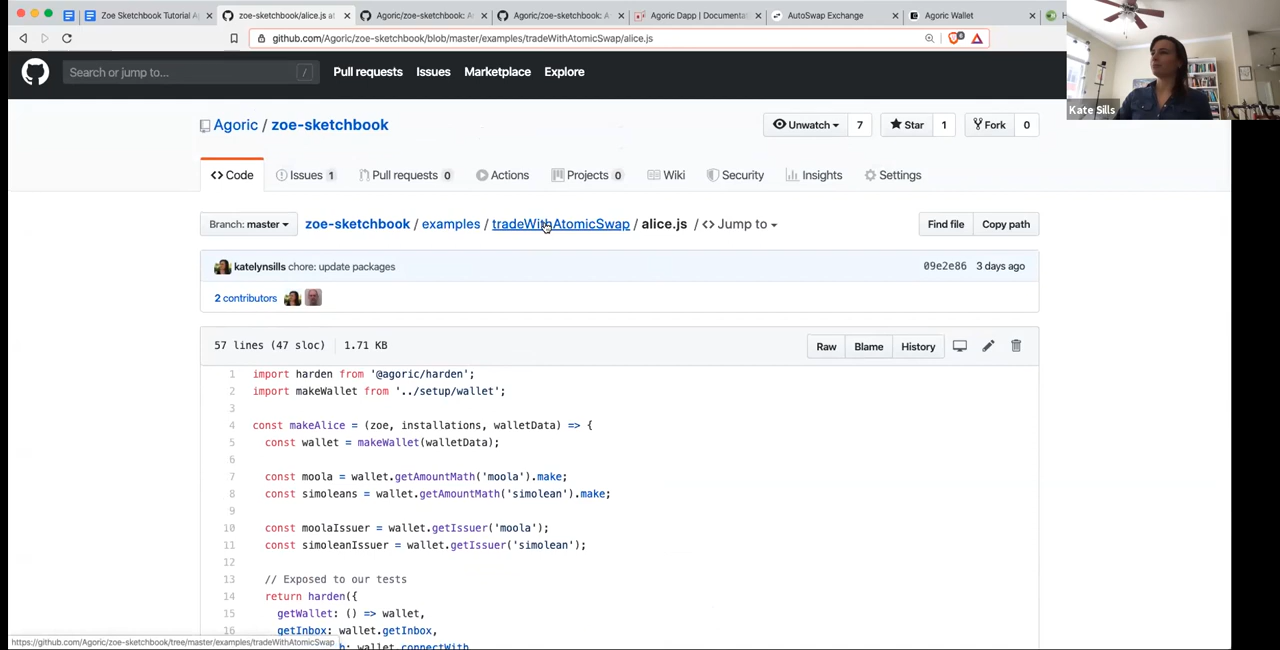 Zoe Sketchbook Tutorial A
zoe-sketchbook/alice.js at
Agoric/zoe-sketchbook: A
Agoric/zoe-sketchbook: A
Agoric Dapp | Documenta
AutoSwap Exchange
Agoric Wallet
github.com/Agoric/zoe-sketchbook/blob/master/examples/tradeWithAtomicSwap/alice.js
Search or jump to... /
Pull requests Issues Marketplace Explore
Kate Sills
Agoric / zoe-sketchbook
Unwatch 7 Star 1 Fork 0
<> Code Issues 1 Pull requests 0 Actions Projects 0 Wiki Security Insights Settings
Branch: master zoe-sketchbook / examples / tradeWithAtomicSwap / alice.js / <> Jump to Find file Copy path
katelynsills chore: update packages 09e2e86 3 days ago
2 contributors
57 lines (47 sloc) 1.71 KB Raw Blame History
1 import harden from '@agoric/harden';
2 import makeWallet from '../setup/wallet';
3
4 const makeAlice = (zoe, installations, walletData) => {
5 const wallet = makeWallet(walletData);
6
7 const moola = wallet.getAmountMath('moola').make;
8 const simoleans = wallet.getAmountMath('simolean').make;
9
10 const moolaIssuer = wallet.getIssuer('moola');
11 const simoleanIssuer = wallet.getIssuer('simolean');
12
13 // Exposed to our tests
14 return harden({
15 getWallet: () => wallet,
16 getInbox: wallet.getInbox,
wallet.connectWith
https://github.com/Agoric/zoe-sketchbook/tree/master/examples/tradeWithAtomicSwap